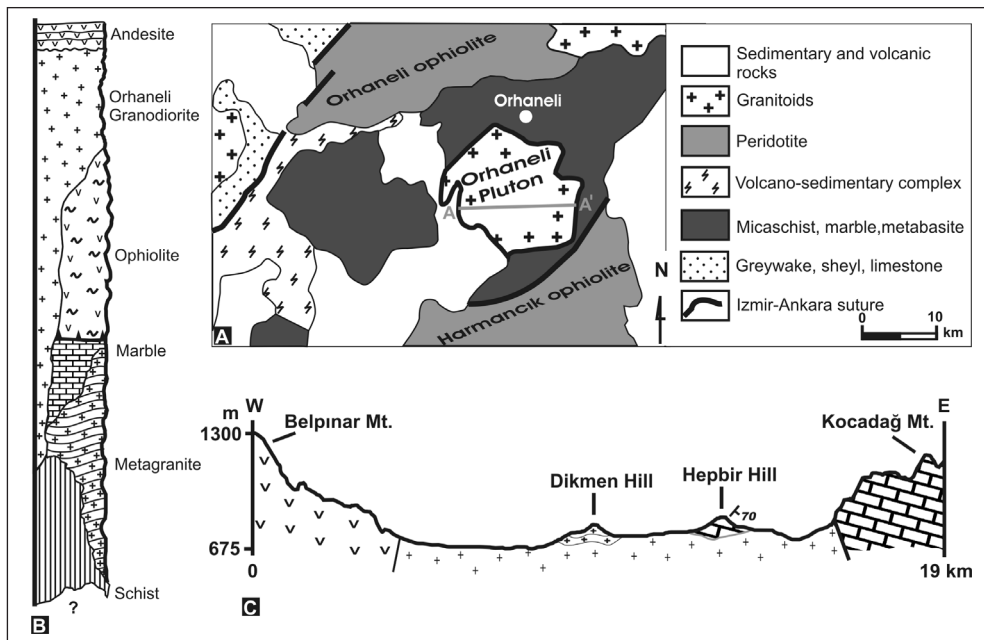 Andesite
Orhaneli
Granodiorite
Ophiolite
Marble
Metagranite
Schist
?
B
Orhaneli ophiolite
Orhaneli
Orhaneli
Pluton
A
A'
Harmancık ophiolite
N
A
Sedimentary and volcanic
rocks
Granitoids
Peridotite
Volcano-sedimentary complex
Micaschist, marble,metabasite
Greywake, sheyl, limestone
Izmir-Ankara suture
0 10
km
W
m
1300
Belpınar Mt.
Dikmen Hill
Hepbir Hill
70
Kocadağ Mt.
E
675
0
19 km
C